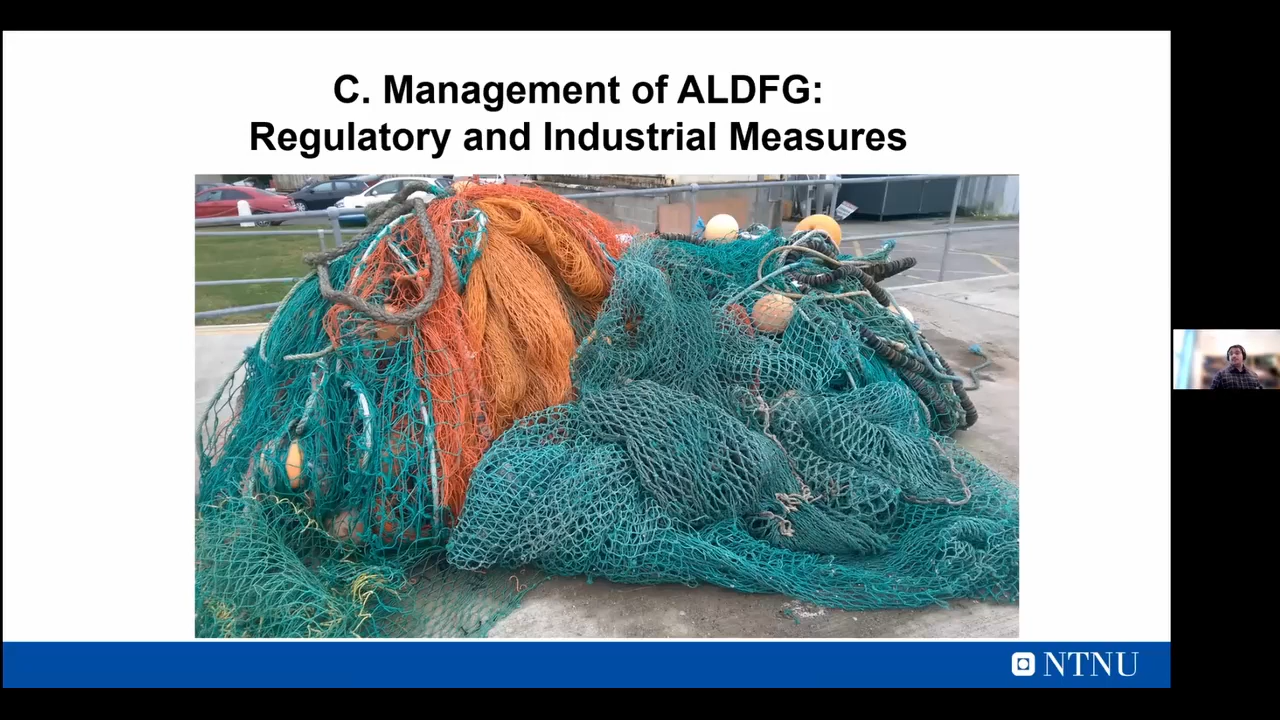 C. Management of ALDFG:
Regulatory and Industrial Measures
NTNU